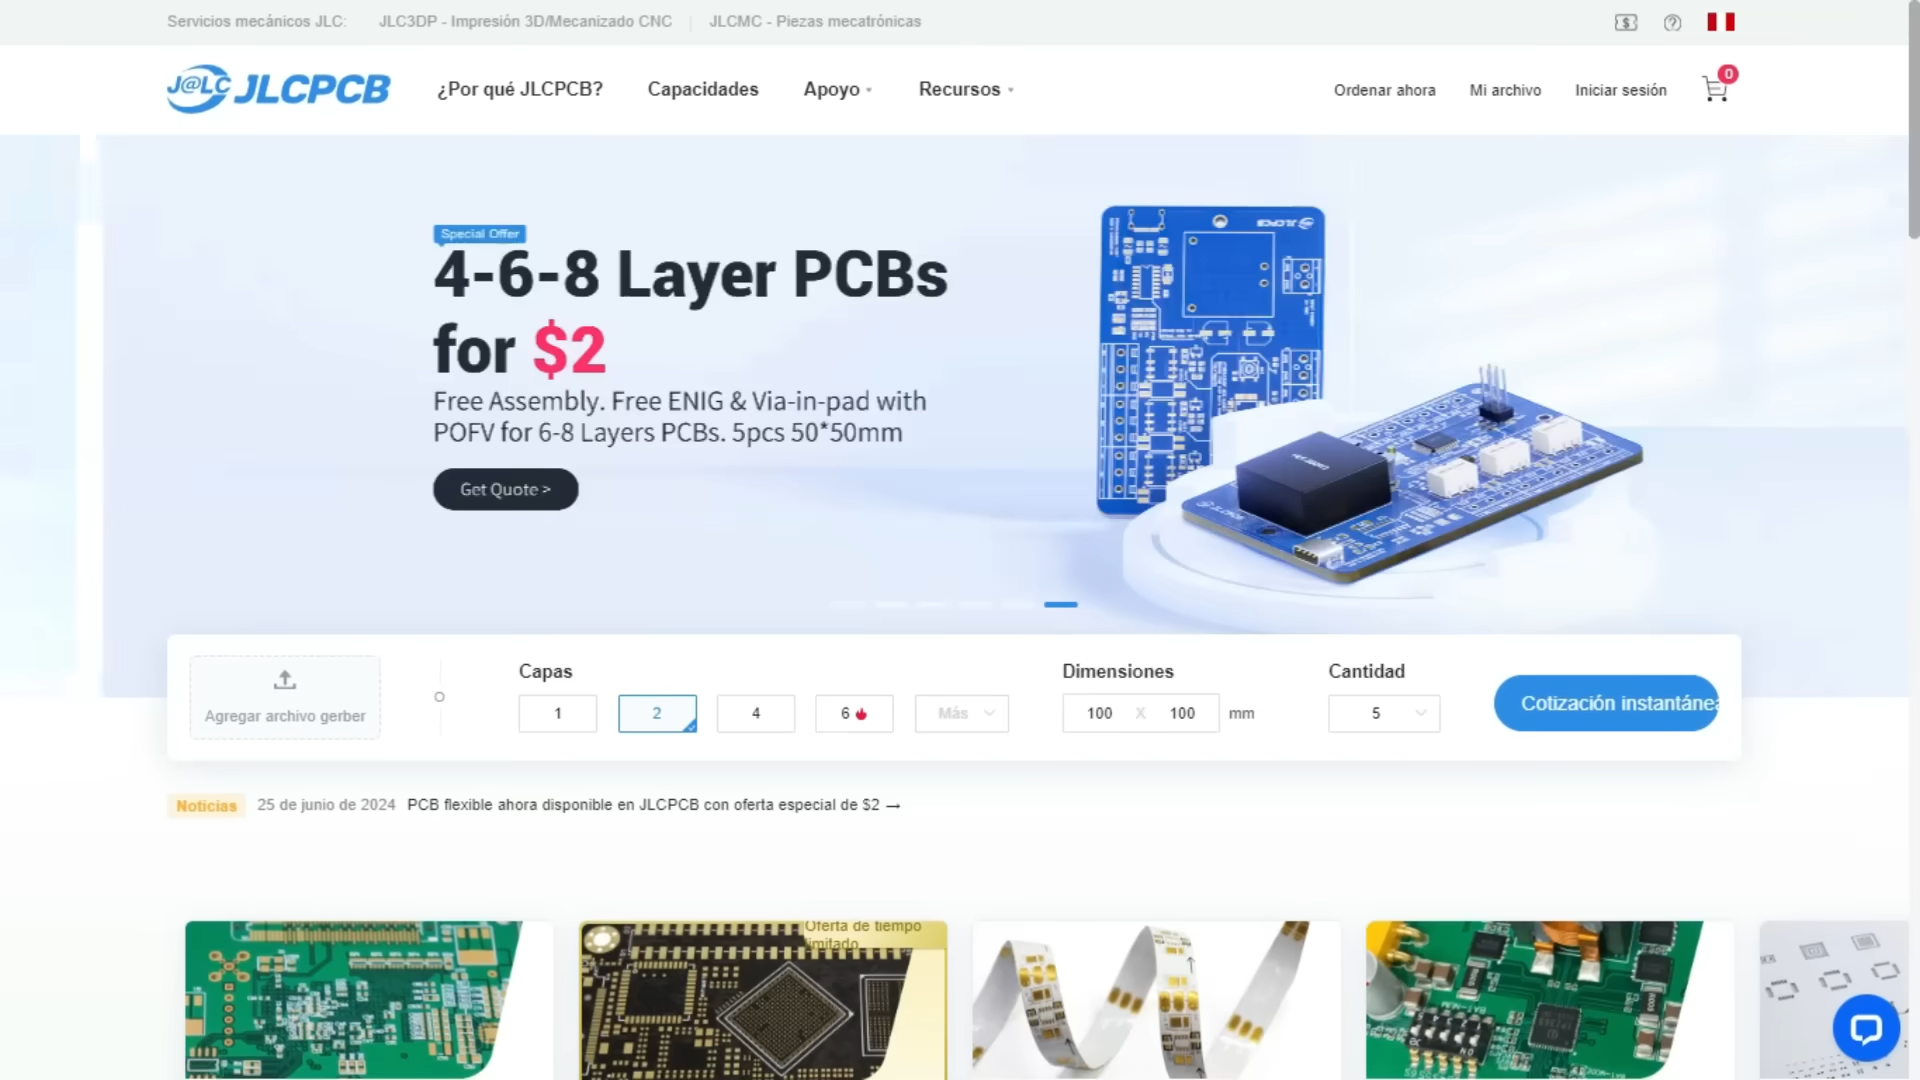 Servicios mecánicos JLC: JLC3DP - Impresión 3D/Mecanizado CNC JLCMC - Piezas mecatrónicas
J@LC JLCPCB ¿Por qué JLCPCB? Capacidades Apoyo Recursos Ordenar ahora Mi archivo Iniciar sesión 0
Special Offer
4-6-8 Layer PCBs
for $2
Free Assembly. Free ENIG & Via-in-pad with
POFV for 6-8 Layers PCBs. 5pcs 50*50mm
Get Quote >
Agregar archivo gerber
O
Capas
1 2 4 6 Más
Dimensiones
100 X 100 mm
Cantidad
5
Cotización instantánea
Noticias 25 de junio de 2024 PCB flexible ahora disponible en JLCPCB con oferta especial de $2 →
Oferta de tiempo
limitado